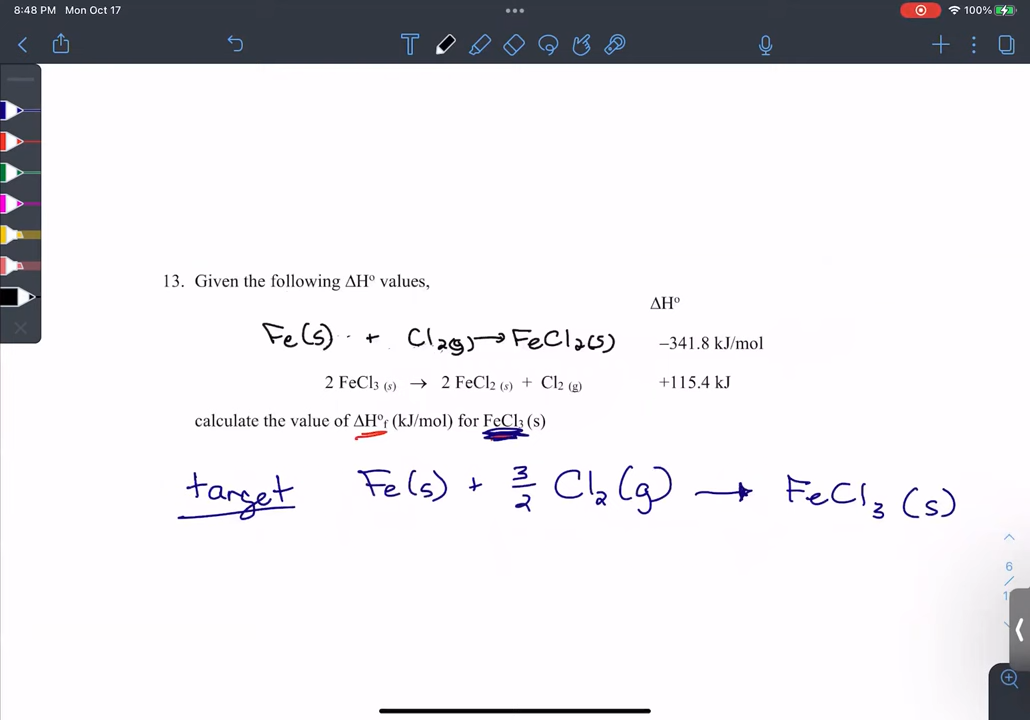 8:48 PM Mon Oct 17
100%
T
13. Given the following ΔH° values,
ΔH°
Fe(s) + Cl₂(g) → FeCl₂(s) −341.8 kJ/mol
2 FeCl₃ (s) → 2 FeCl₂ (s) + Cl₂ (g) +115.4 kJ
calculate the value of ΔH°f (kJ/mol) for FeCl₃ (s)
target Fe(s) + 3/2 Cl₂(g) → FeCl₃ (s)
6
/
1